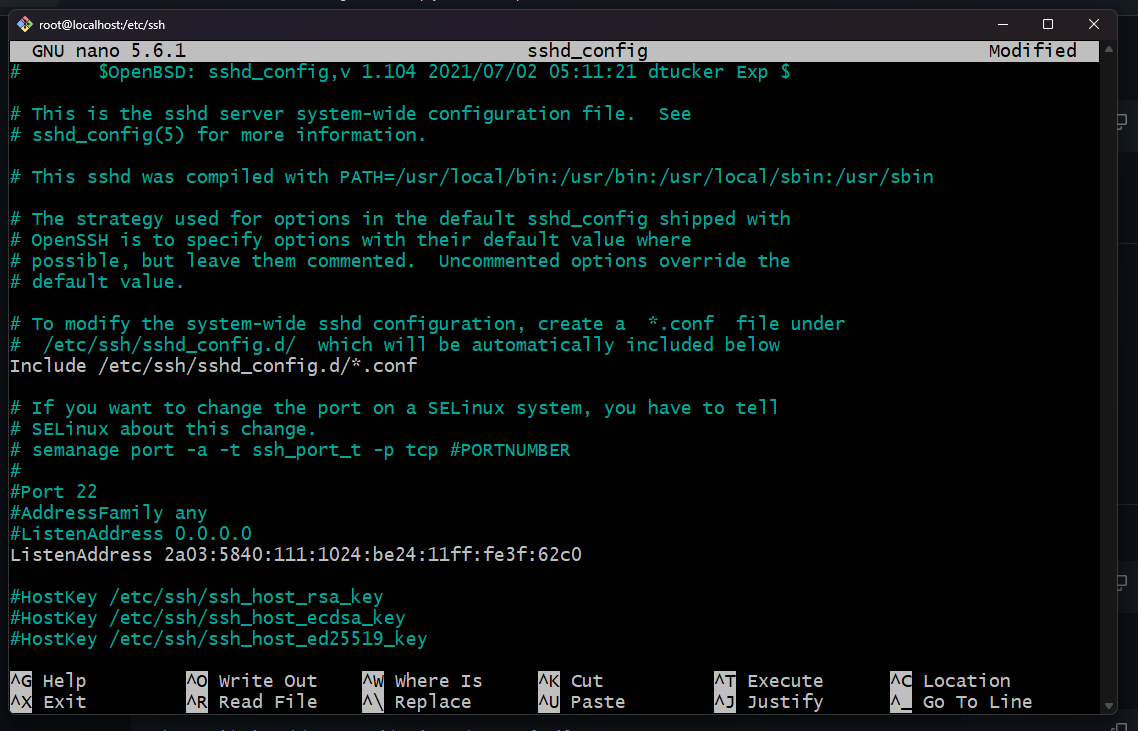 root@localhost:/etc/ssh
GNU nano 5.6.1 sshd_config Modified
#       $OpenBSD: sshd_config,v 1.104 2021/07/02 05:11:21 dtucker Exp $
# This is the sshd server system-wide configuration file.  See
# sshd_config(5) for more information.
# This sshd was compiled with PATH=/usr/local/bin:/usr/bin:/usr/local/sbin:/usr/sbin
# The strategy used for options in the default sshd_config shipped with
# OpenSSH is to specify options with their default value where
# possible, but leave them commented.  Uncommented options override the
# default value.
# To modify the system-wide sshd configuration, create a  *.conf  file under
#  /etc/ssh/sshd_config.d/  which will be automatically included below
Include /etc/ssh/sshd_config.d/*.conf
# If you want to change the port on a SELinux system, you have to tell
# SELinux about this change.
# semanage port -a -t ssh_port_t -p tcp #PORTNUMBER
#
#Port 22
#AddressFamily any
#ListenAddress 0.0.0.0
ListenAddress 2a03:5840:111:1024:be24:11ff:fe3f:62c0
#HostKey /etc/ssh/ssh_host_rsa_key
#HostKey /etc/ssh/ssh_host_ecdsa_key
#HostKey /etc/ssh/ssh_host_ed25519_key
^G Help ^O Write Out ^W Where Is ^K Cut ^T Execute ^C Location
^X Exit ^R Read File ^\ Replace ^U Paste ^J Justify ^_ Go To Line